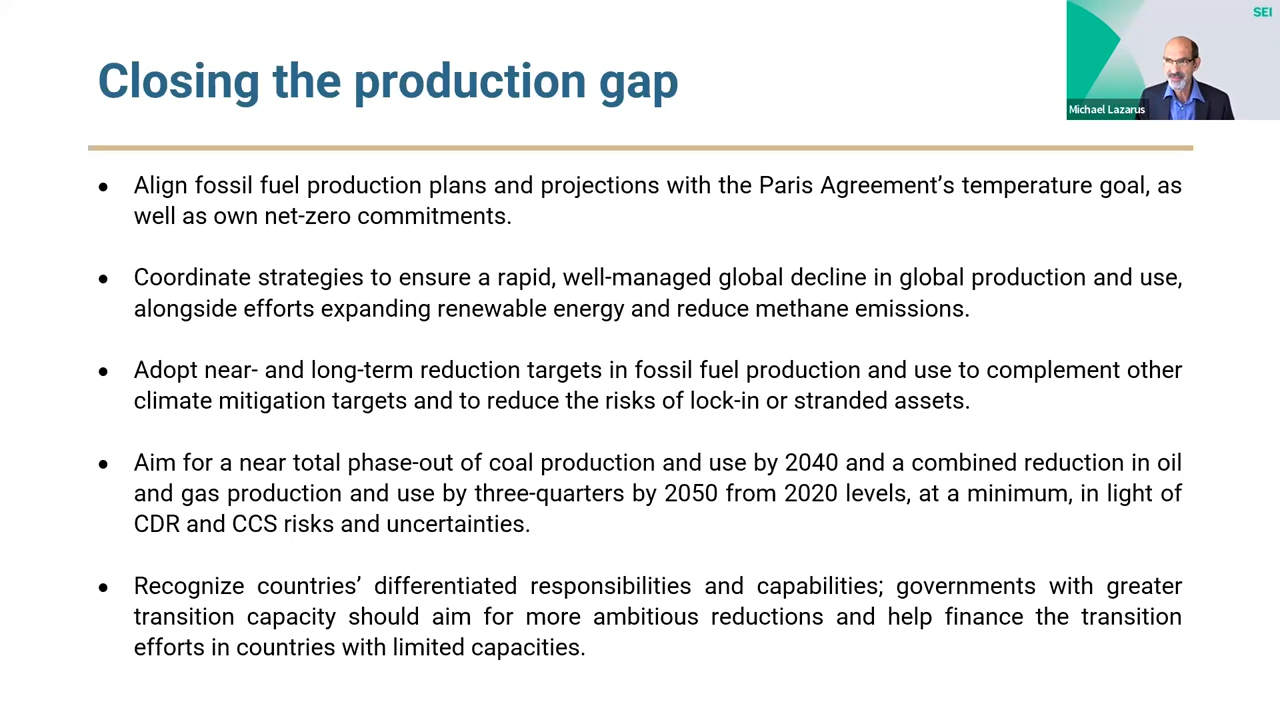 SEI
Closing the production gap
Michael Lazarus
• Align fossil fuel production plans and projections with the Paris Agreement’s temperature goal, as
well as own net-zero commitments.
• Coordinate strategies to ensure a rapid, well-managed global decline in global production and use,
alongside efforts expanding renewable energy and reduce methane emissions.
• Adopt near- and long-term reduction targets in fossil fuel production and use to complement other
climate mitigation targets and to reduce the risks of lock-in or stranded assets.
• Aim for a near total phase-out of coal production and use by 2040 and a combined reduction in oil
and gas production and use by three-quarters by 2050 from 2020 levels, at a minimum, in light of
CDR and CCS risks and uncertainties.
• Recognize countries’ differentiated responsibilities and capabilities; governments with greater
transition capacity should aim for more ambitious reductions and help finance the transition
efforts in countries with limited capacities.